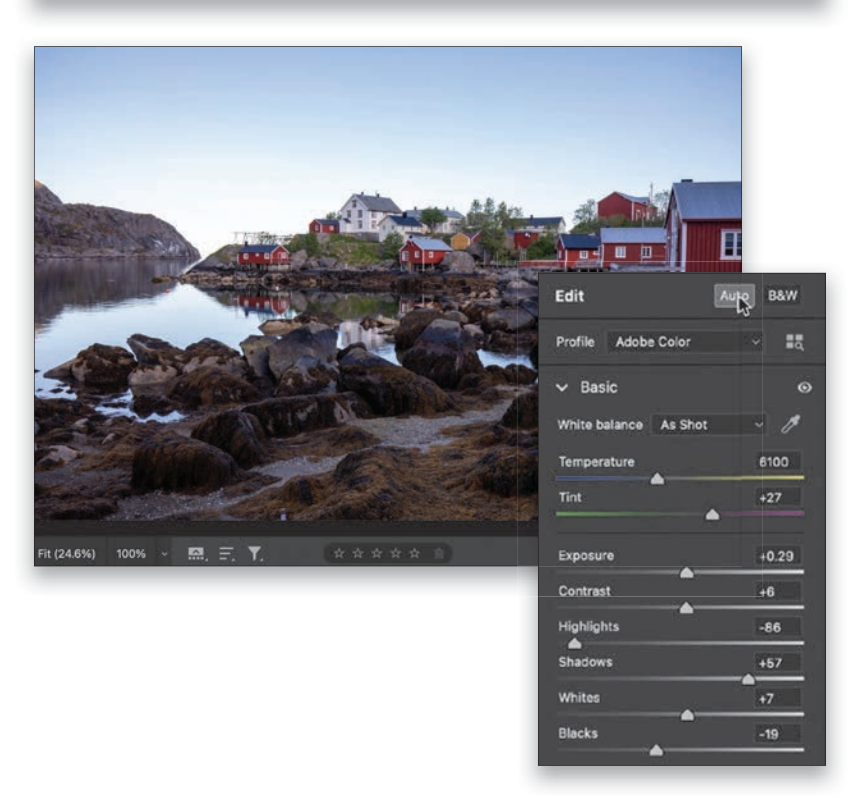 Edit Auto B&W
Profile Adobe Color
Basic
White balance As Shot
Temperature 6100
Tint +27
Exposure +0.29
Contrast +6
Highlights -86
Shadows +57
Whites +7
Blacks -19
Fit (24.6%) 100%